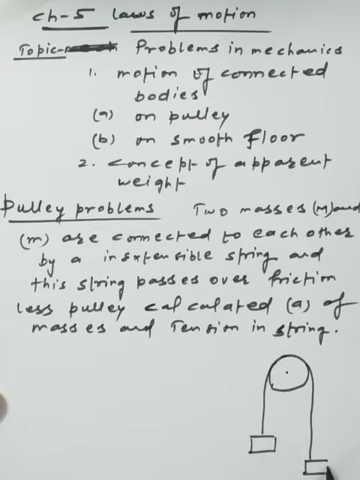 Ch-5 Laws of motion
Topic- Problems in mechanics
1. motion of connected
bodies
(a) on pulley
(b) on smooth floor
2. concept of apparent
weight
Pulley problems Two masses (M) and
(m) are connected to each other
by a inextensible string and
this string passes over friction
less pulley calculated (a) of
masses and Tension in string.